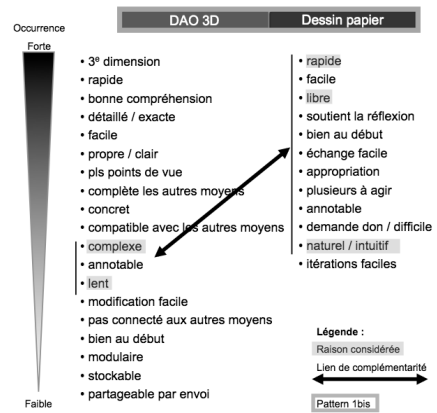 Occurrence
Forte
Faible
DAO 3D
• 3e dimension
• rapide
• bonne compréhension
• détaillé / exacte
• facile
• propre / clair
• pls points de vue
• complète les autres moyens
• concret
• compatible avec les autres moyens
• complexe
• annotable
• lent
• modification facile
• pas connecté aux autres moyens
• bien au début
• modulaire
• stockable
• partageable par envoi
Dessin papier
• rapide
• facile
• libre
• soutient la réflexion
• bien au début
• échange facile
• appropriation
• plusieurs à agir
• annotable
• demande don / difficile
• naturel / intuitif
• itérations faciles
Légende :
Raison considérée
Lien de complémentarité
Pattern 1bis